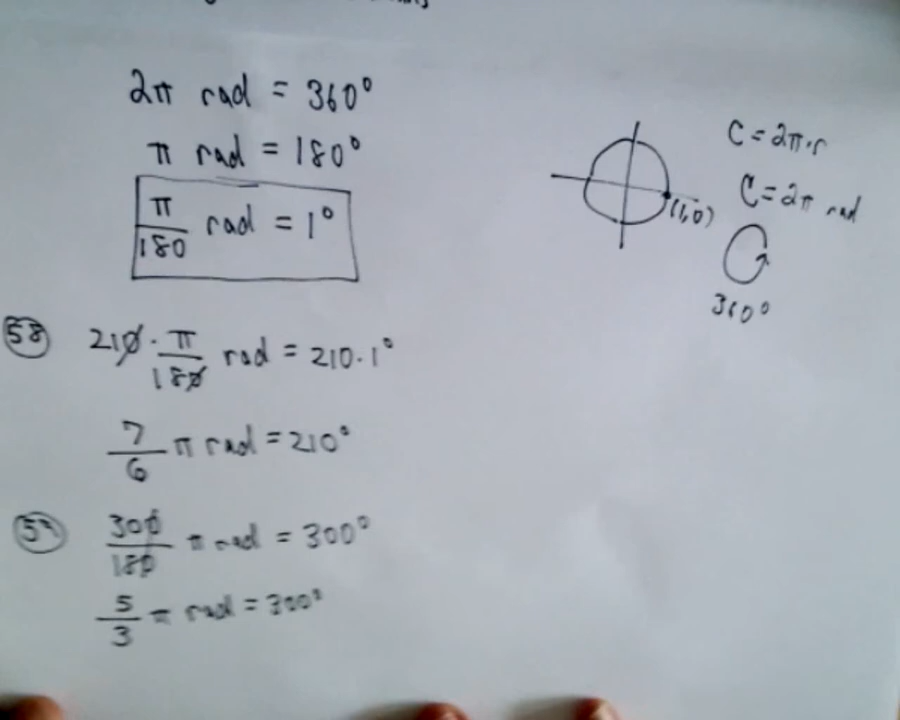 2π rad = 360°
π rad = 180°
π/180 rad = 1°
C = 2π·r
C = 2π rad
(1,0)
360°
58 210 · π/180 rad = 210 · 1°
7/6 π rad = 210°
300/180 π rad = 300°
5/3 π rad = 300°